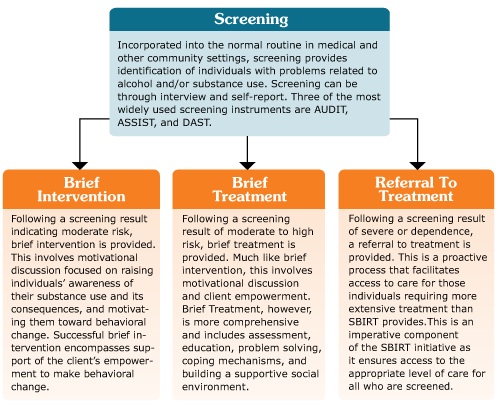 Screening
Incorporated into the normal routine in medical and
other community settings, screening provides
identification of individuals with problems related to
alcohol and/or substance use. Screening can be
through interview and self-report. Three of the most
widely used screening instruments are AUDIT,
ASSIST, and DAST.
Brief
Intervention
Following a screening result
indicating moderate risk,
brief intervention is provided.
This involves motivational
discussion focused on raising
individuals’ awareness of
their substance use and its
consequences, and motivat-
ing them toward behavioral
change. Successful brief in-
tervention encompasses sup-
port of the client’s empower-
ment to make behavioral
change.
Brief
Treatment
Following a screening
result of moderate to high
risk, brief treatment is
provided. Much like brief
intervention, this involves
motivational discussion
and client empowerment.
Brief Treatment, however,
is more comprehensive
and includes assessment,
education, problem solving,
coping mechanisms, and
building a supportive social
environment.
Referral To
Treatment
Following a screening result
of severe or dependence,
a referral to treatment is
provided. This is a proactive
process that facilitates
access to care for those
individuals requiring more
extensive treatment than
SBIRT provides.This is an
imperative component
of the SBIRT initiative as
it ensures access to the
appropriate level of care for
all who are screened.